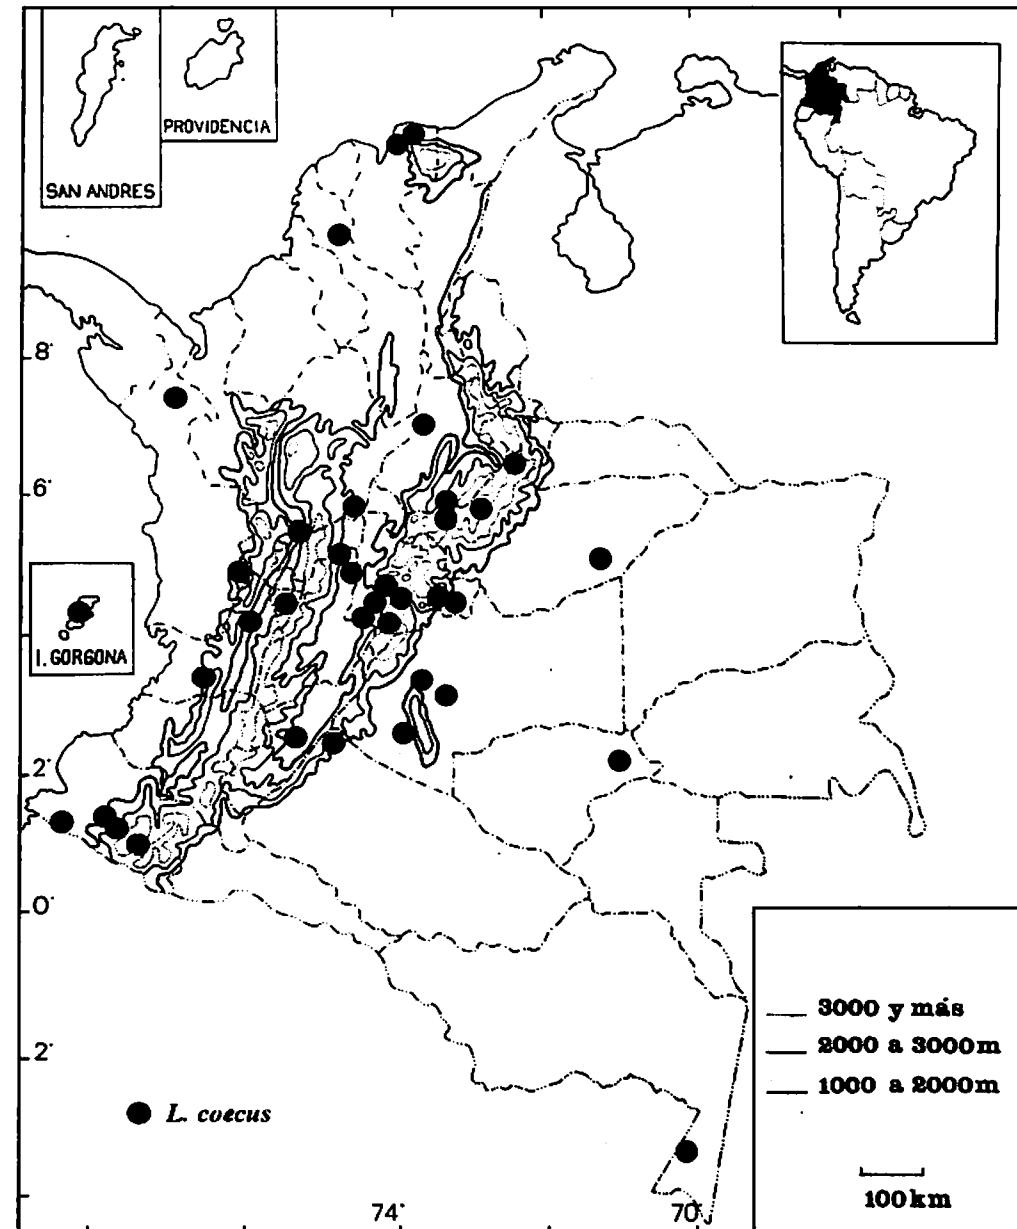 PROVIDENCIA
SAN ANDRES
8°
6°
I. GORGONA
2°
0°
3000 y más
2000 a 3000m
1000 a 2000m
2°
L. coecus
100km
74°
70°